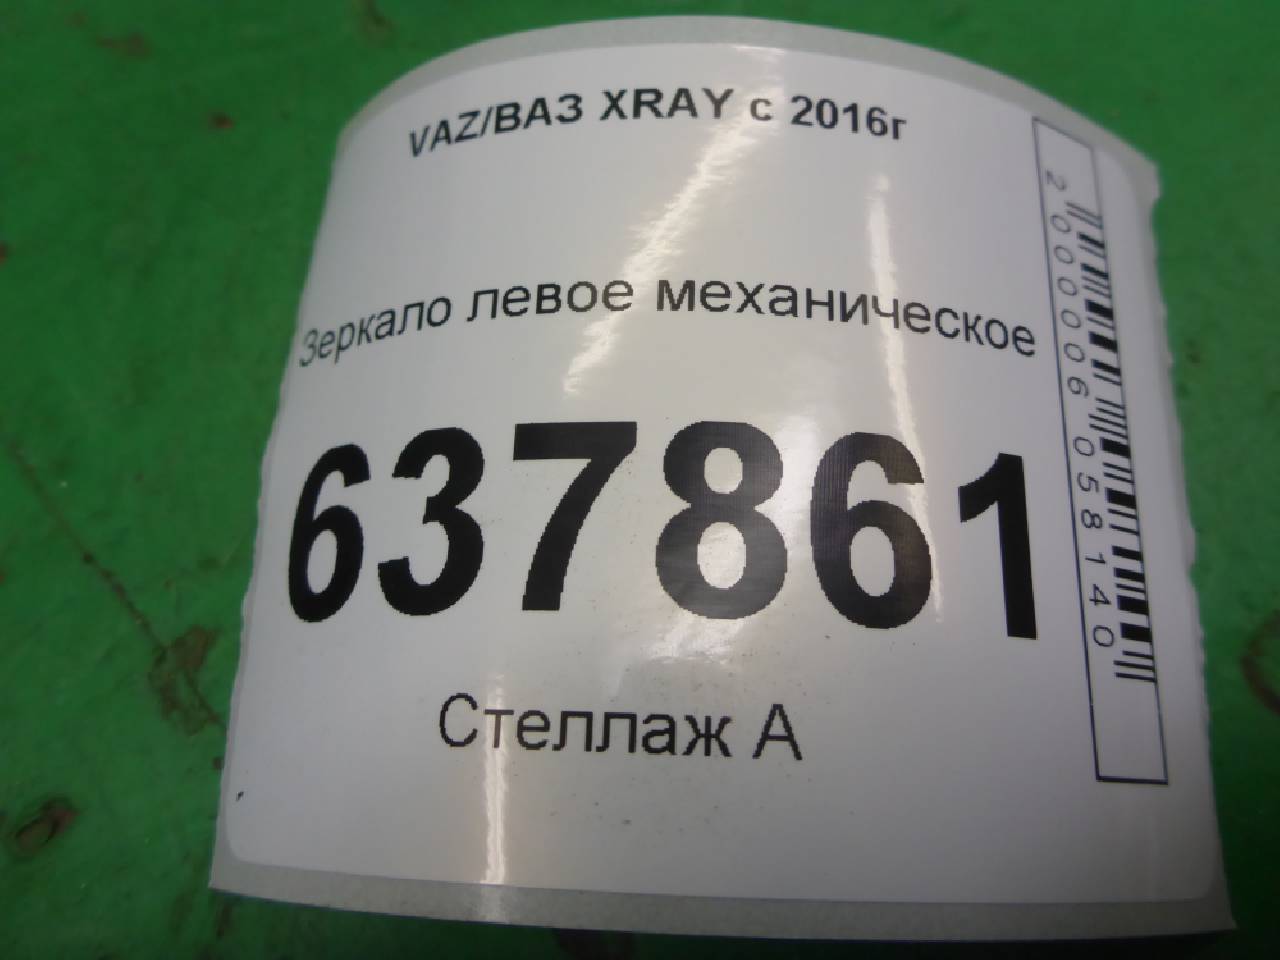 VAZ/ВАЗ XRAY с 2016г
Зеркало левое механическое
637861
Стеллаж А
2000006058140